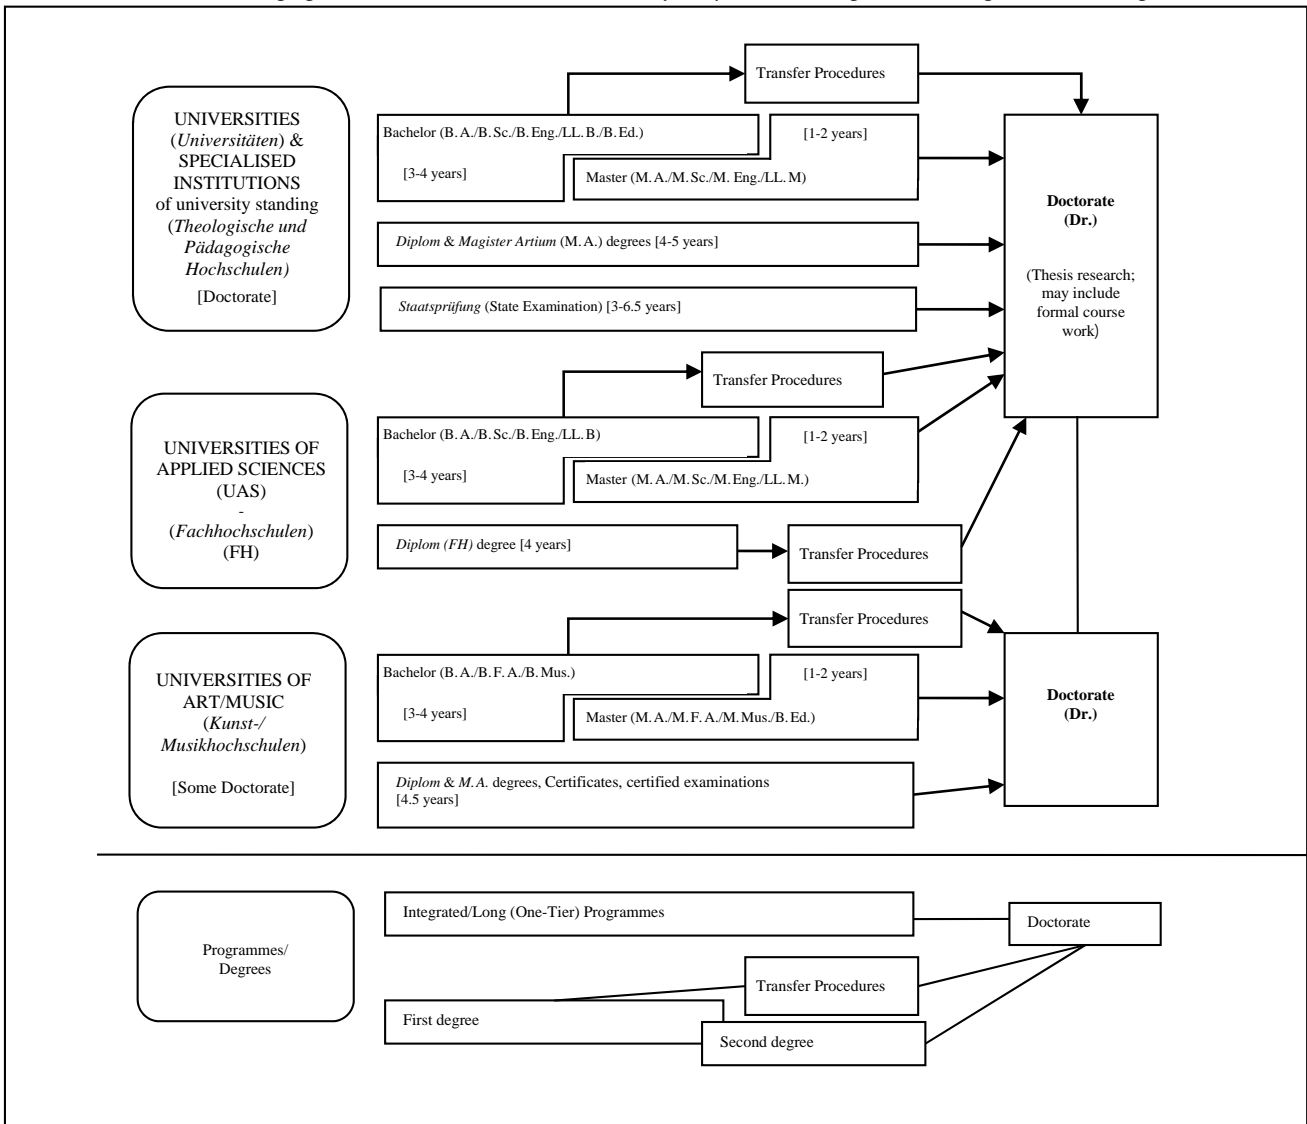 Transfer Procedures
UNIVERSITIES
(Universitäten) &
SPECIALISED
INSTITUTIONS
of university standing
(Theologische und
Pädagogische
Hochschulen)
[Doctorate]
Bachelor (B.A./B.Sc./B.Eng./LL.B./B.Ed.)
[3-4 years]
[1-2 years]
Master (M.A./M.Sc./M. Eng./LL.M)
Diplom & Magister Artium (M.A.) degrees [4-5 years]
Staatsprüfung (State Examination) [3-6.5 years]
Doctorate
(Dr.)
(Thesis research;
may include
formal course
work)
Transfer Procedures
UNIVERSITIES OF
APPLIED SCIENCES
(UAS)
-
(Fachhochschulen)
(FH)
Bachelor (B.A./B.Sc./B.Eng./LL.B)
[3-4 years]
[1-2 years]
Master (M.A./M.Sc./M.Eng./LL.M.)
Diplom (FH) degree [4 years]
Transfer Procedures
Transfer Procedures
UNIVERSITIES OF
ART/MUSIC
(Kunst-/
Musikhochschulen)
[Some Doctorate]
Bachelor (B.A./B.F.A./B.Mus.)
[3-4 years]
[1-2 years]
Master (M.A./M.F.A./M.Mus./B.Ed.)
Diplom & M.A. degrees, Certificates, certified examinations
[4.5 years]
Doctorate
(Dr.)
Programmes/
Degrees
Integrated/Long (One-Tier) Programmes
Doctorate
Transfer Procedures
First degree
Second degree